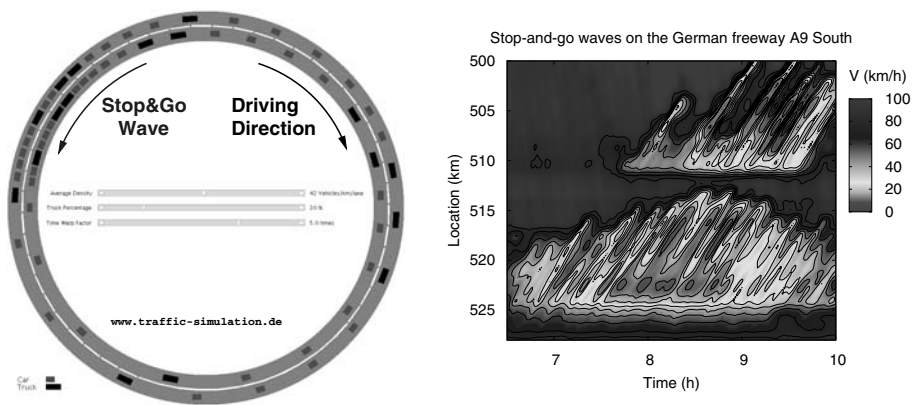 Stop&Go
Wave
Driving
Direction
Average Density 42 Vehicles/km/lane
Truck Percentage 20 %
Time Warp Factor 5.0 times
www.traffic-simulation.de
Car
Truck
Stop-and-go waves on the German freeway A9 South
V (km/h)
500
505
510
515
520
525
Location (km)
7
8
9
10
Time (h)
100
80
60
40
20
0